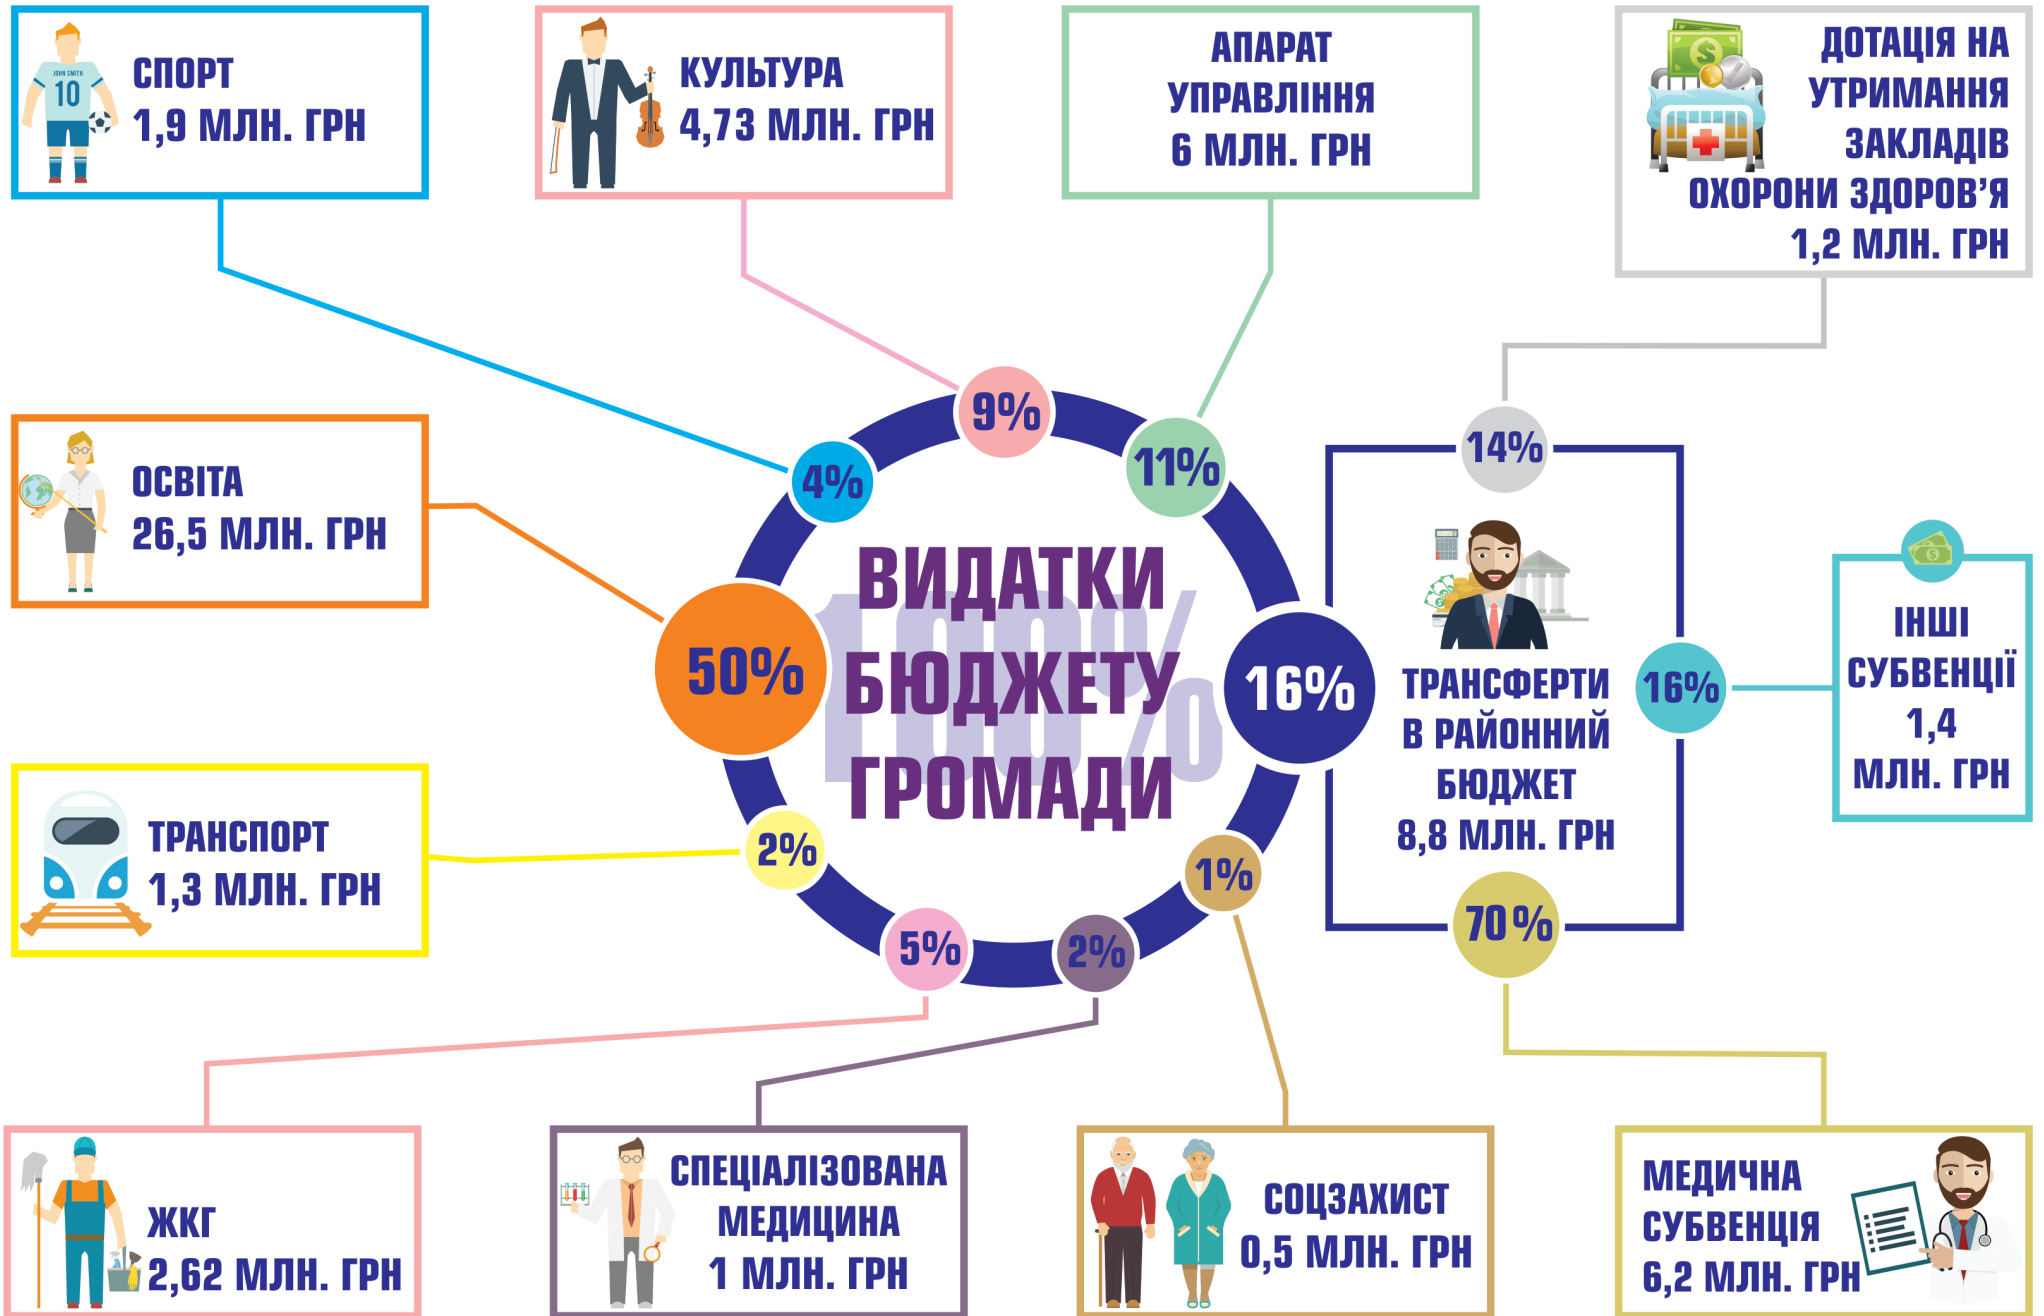 СПОРТ
1,9 МЛН. ГРН
JOHN SMITH
10
КУЛЬТУРА
4,73 МЛН. ГРН
АПАРАТ
УПРАВЛІННЯ
6 МЛН. ГРН
ДОТАЦІЯ НА
УТРИМАННЯ
ЗАКЛАДІВ
ОХОРОНИ ЗДОРОВ’Я
1,2 МЛН. ГРН
ОСВІТА
26,5 МЛН. ГРН
4%
9%
11%
50%
100%
ВИДАТКИ
БЮДЖЕТУ
ГРОМАДИ
16%
14%
ТРАНСФЕРТИ
В РАЙОННИЙ
БЮДЖЕТ
8,8 МЛН. ГРН
16%
70%
ІНШІ
СУБВЕНЦІЇ
1,4
МЛН. ГРН
ТРАНСПОРТ
1,3 МЛН. ГРН
2%
5%
2%
1%
ЖКГ
2,62 МЛН. ГРН
СПЕЦІАЛІЗОВАНА
МЕДИЦИНА
1 МЛН. ГРН
СОЦЗАХИСТ
0,5 МЛН. ГРН
МЕДИЧНА
СУБВЕНЦІЯ
6,2 МЛН. ГРН